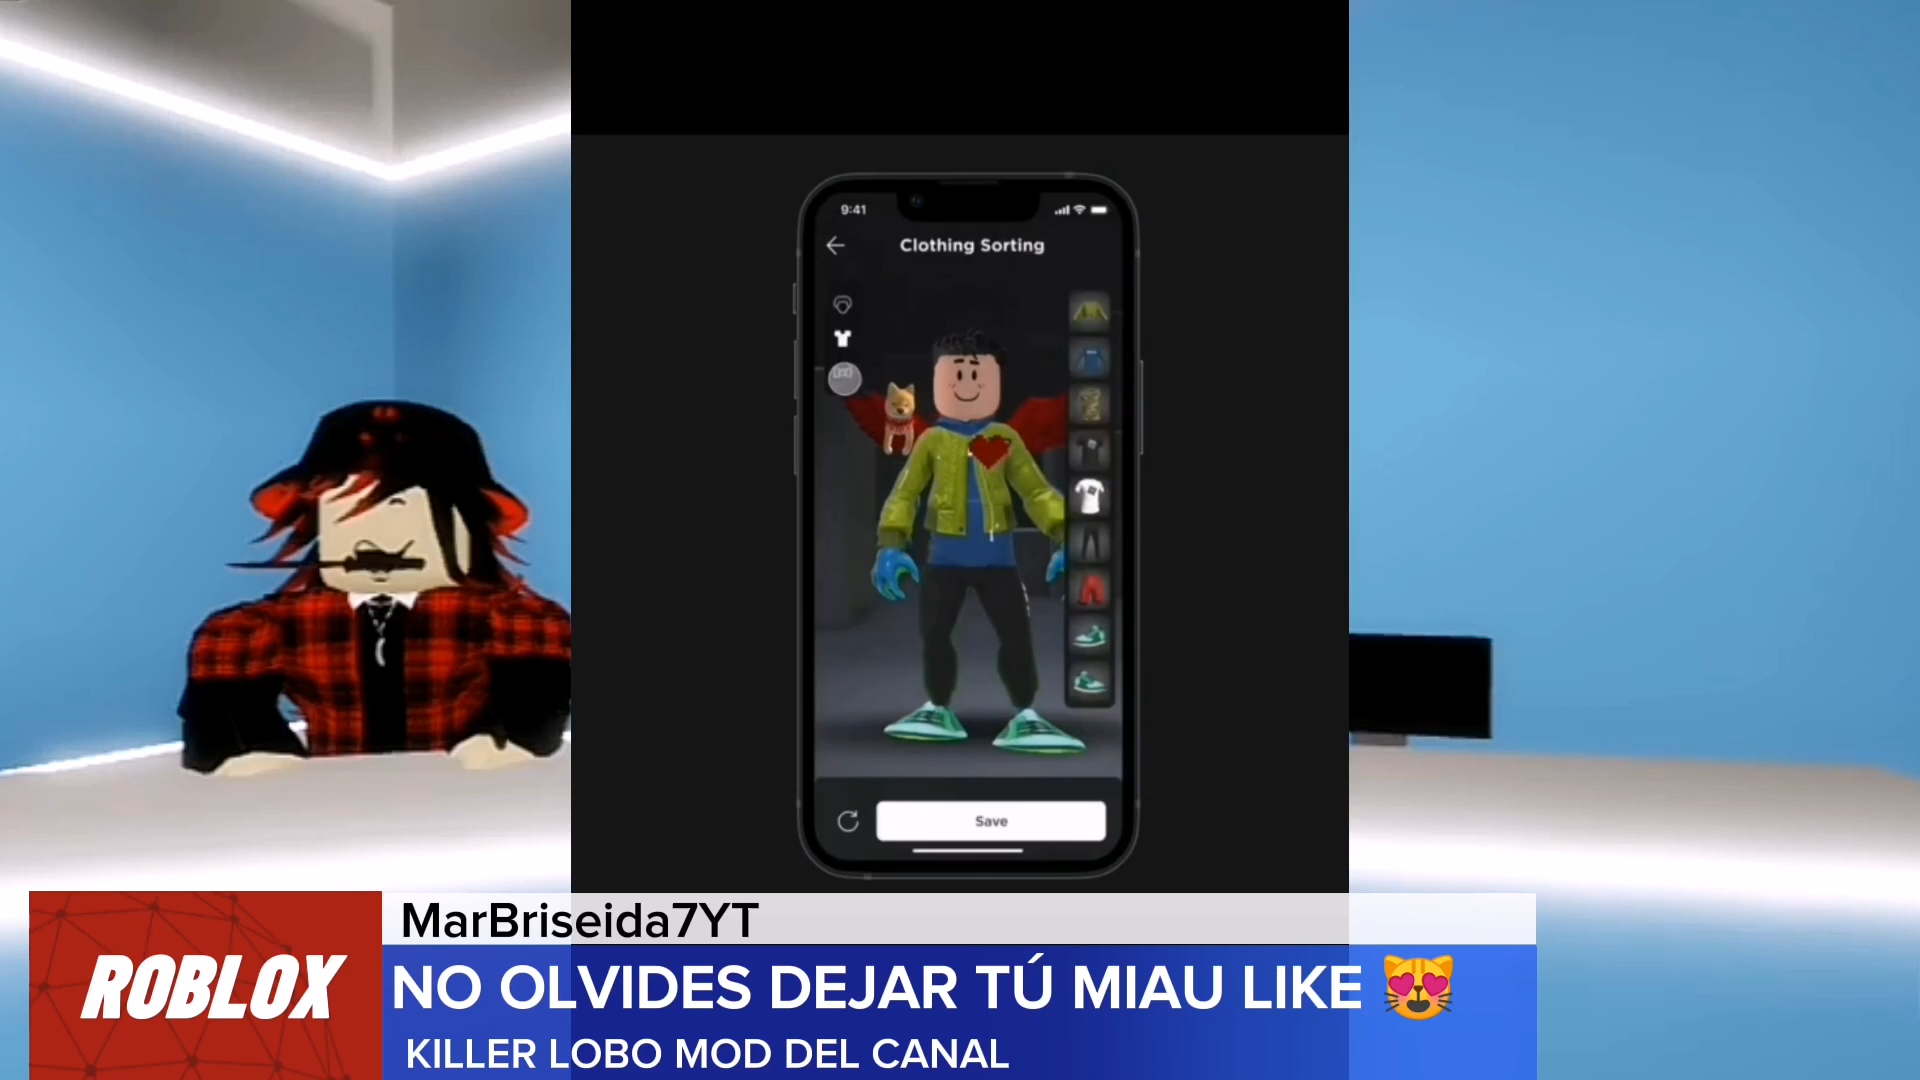 9:41
Clothing Sorting
Save
MarBriseida7YT
ROBLOX
NO OLVIDES DEJAR TÚ MIAU LIKE 😻
KILLER LOBO MOD DEL CANAL